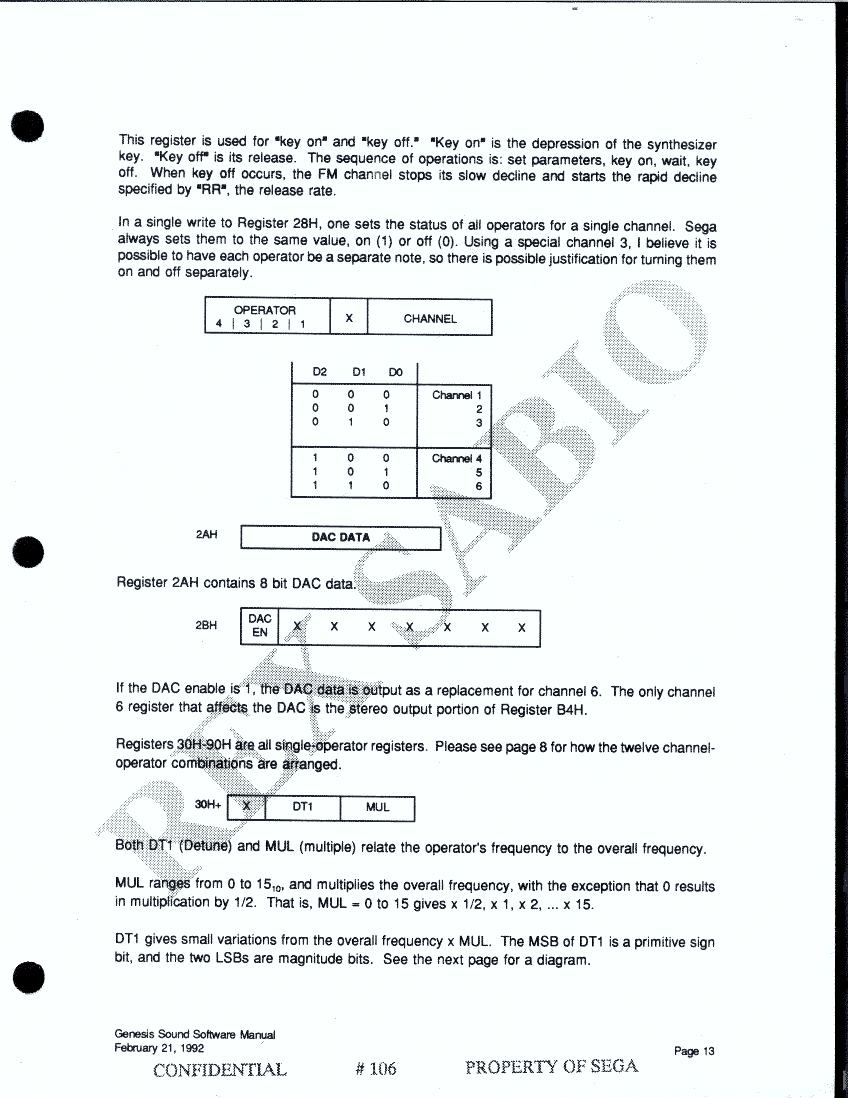 This register is used for "key on" and "key off." "Key on" is the depression of the synthesizer
key. "Key off" is its release. The sequence of operations is: set parameters, key on, wait, key
off. When key off occurs, the FM channel stops its slow decline and starts the rapid decline
specified by "RR", the release rate.
In a single write to Register 28H, one sets the status of all operators for a single channel. Sega
always sets them to the same value, on (1) or off (0). Using a special channel 3, I believe it is
possible to have each operator be a separate note, so there is possible justification for turning them
on and off separately.
OPERATOR
4 | 3 | 2 | 1 X CHANNEL
D2 D1 D0
0 0 0 Channel 1
0 0 1 2
0 1 0 3
1 0 0 Channel 4
1 0 1 5
1 1 0 6
2AH DAC DATA
Register 2AH contains 8 bit DAC data.
2BH DAC EN X X X X X X X
If the DAC enable is 1, the DAC data is output as a replacement for channel 6. The only channel
6 register that affects the DAC is the stereo output portion of Register B4H.
Registers 30H-90H are all single-operator registers. Please see page 8 for how the twelve channel-
operator combinations are arranged.
30H+ X DT1 MUL
Both DT1 (Detune) and MUL (multiple) relate the operator's frequency to the overall frequency.
MUL ranges from 0 to 15₁₀, and multiplies the overall frequency, with the exception that 0 results
in multiplication by 1/2. That is, MUL = 0 to 15 gives x 1/2, x 1, x 2, ... x 15.
DT1 gives small variations from the overall frequency x MUL. The MSB of DT1 is a primitive sign
bit, and the two LSBs are magnitude bits. See the next page for a diagram.
Genesis Sound Software Manual
February 21, 1992 Page 13
CONFIDENTIAL # 106 PROPERTY OF SEGA
REX SABIO